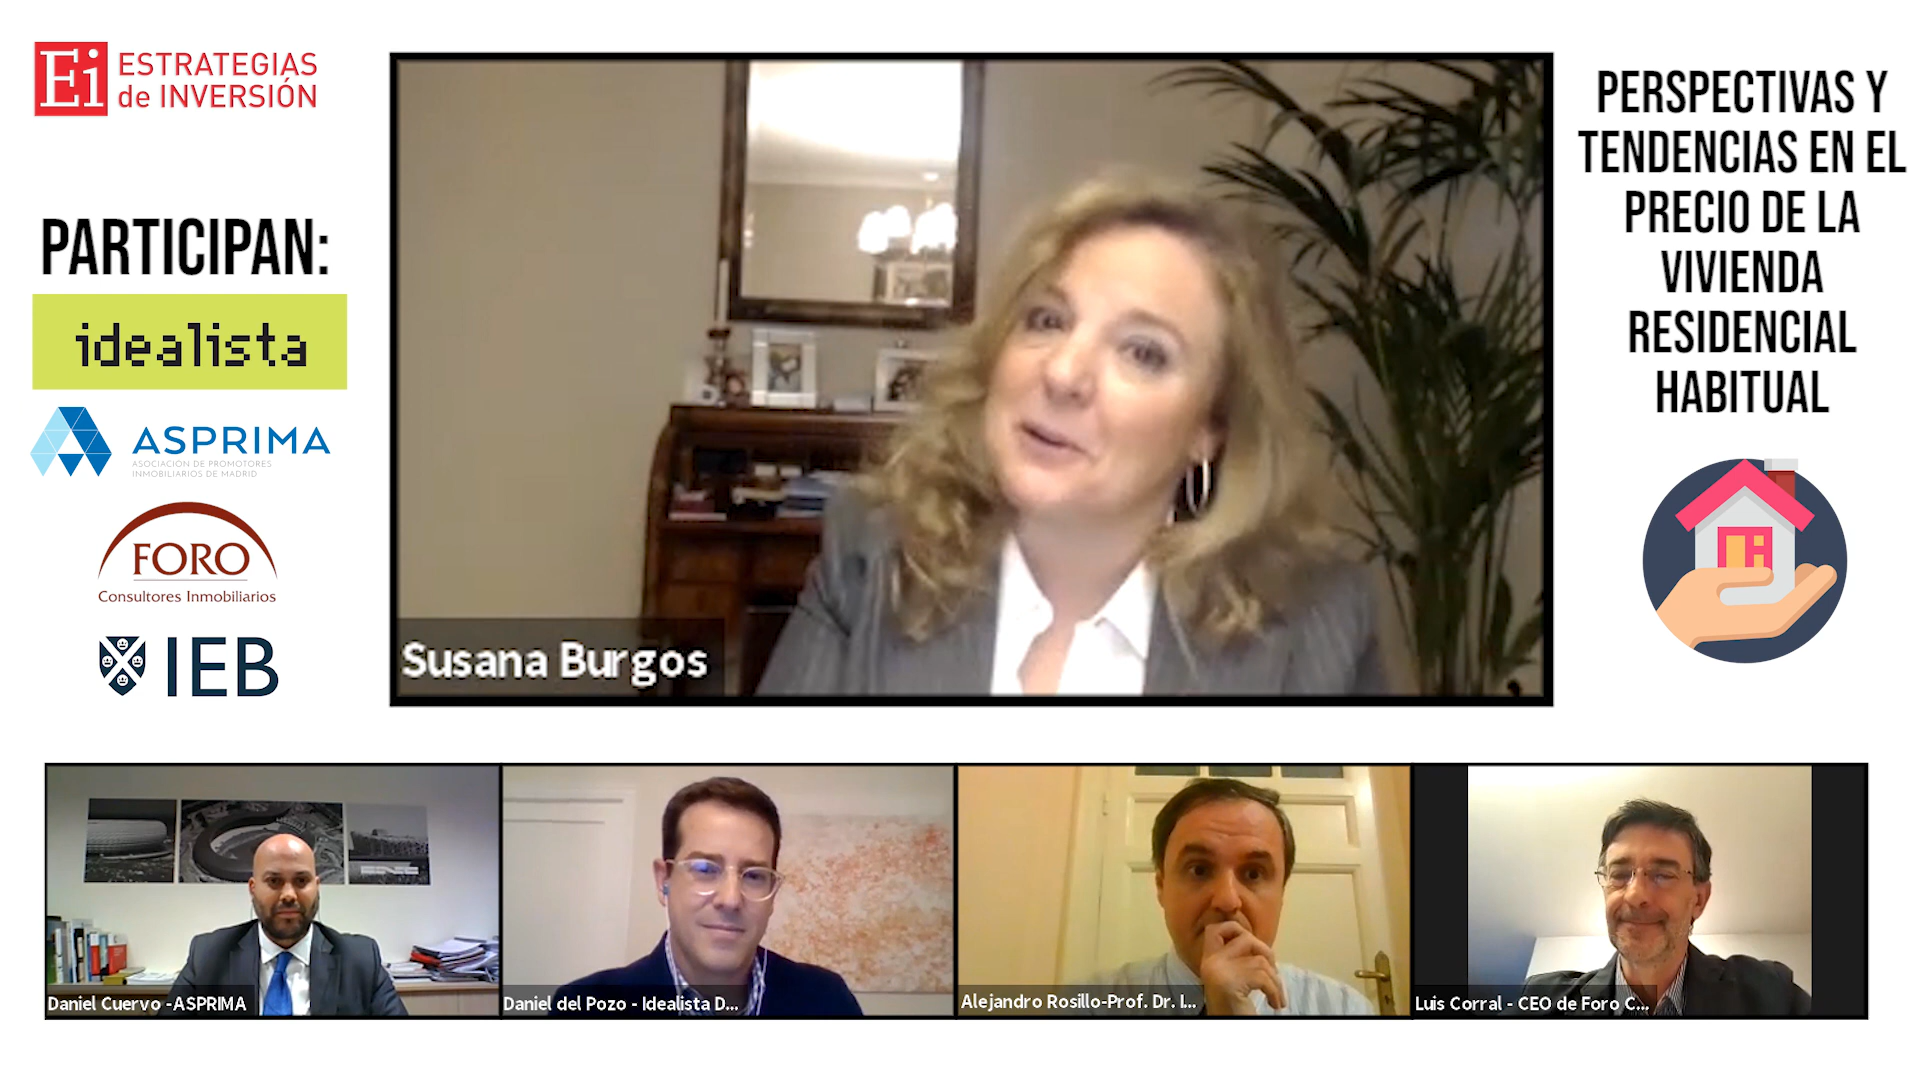 Ei ESTRATEGIAS
de INVERSIÓN
PARTICIPAN:
idealista
ASPRIMA
ASOCIACION DE PROMOTORES
INMOBILIARIOS DE MADRID
FORO
Consultores Inmobiliarios
IEB
Susana Burgos
PERSPECTIVAS Y
TENDENCIAS EN EL
PRECIO DE LA
VIVIENDA
RESIDENCIAL
HABITUAL
Daniel Cuervo -ASPRIMA
Daniel del Pozo - Idealista D...
Alejandro Rosillo-Prof. Dr. I...
Luis Corral - CEO de Foro C...